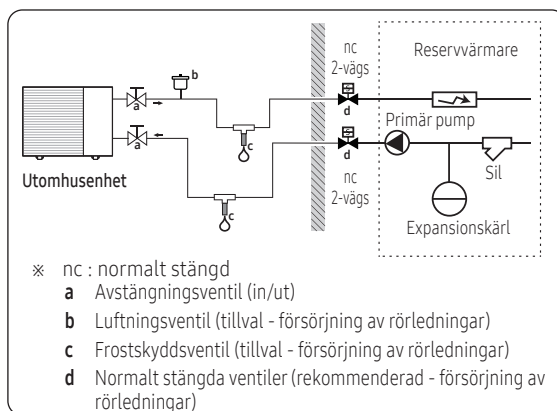 nc
2-vägs
Reservvärmare
b
a
d
Primär pump
a
c
d
Utomhusenhet
nc
2-vägs
Sil
c
Expansionskärl
※ nc : normalt stängd
a Avstängningsventil (in/ut)
b Luftningsventil (tillval - försörjning av rörledningar)
c Frostskyddsventil (tillval - försörjning av rörledningar)
d Normalt stängda ventiler (rekommenderad - försörjning av
rörledningar)